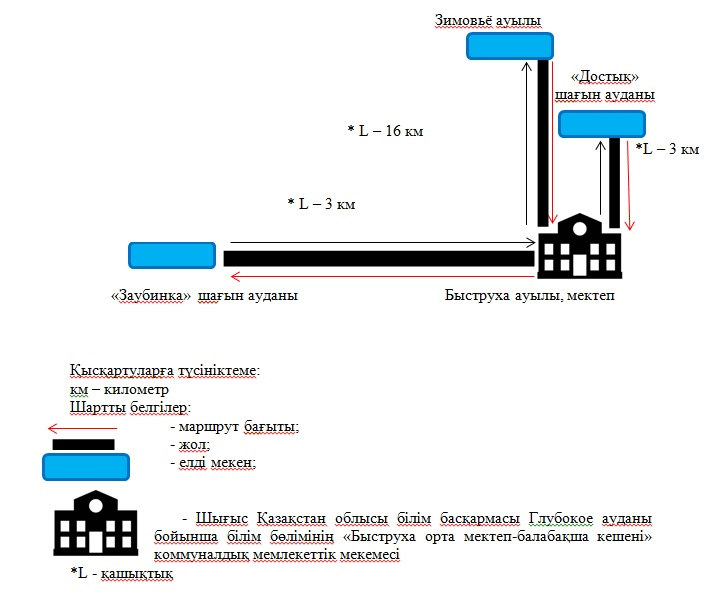 Зимовьё ауылы
«Достық»
шағын ауданы
* L – 16 км
*L – 3 км
* L – 3 км
«Заубинка» шағын ауданы
Быструха ауылы, мектеп
Қысқартуларға түсініктеме:
км – километр
Шартты белгілер:
- маршрут бағыты;
- жол;
- елді мекен;
- Шығыс Қазақстан облысы білім басқармасы Глубокое ауданы
бойынша білім бөлімінің «Быструха орта мектеп-балабақша кешені»
коммуналдық мемлекеттік мекемесі
*L - қашықтық